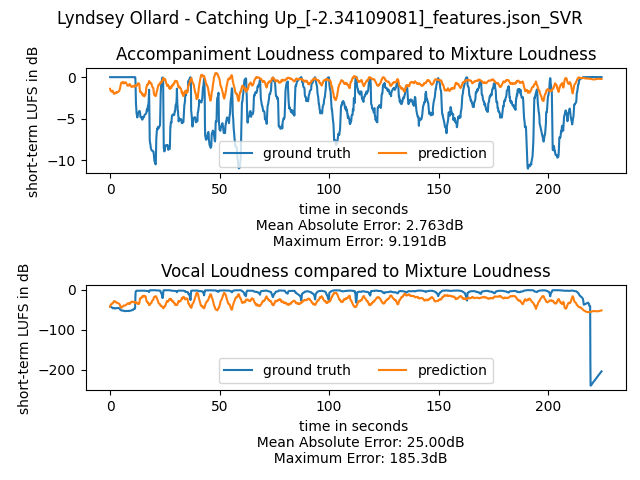 Lyndsey Ollard - Catching Up_[-2.34109081]_features.json_SVR
Accompaniment Loudness compared to Mixture Loudness
short-term LUFS in dB
0
−5
−10
ground truth
prediction
0
50
100
150
200
time in seconds
Mean Absolute Error: 2.763dB
Maximum Error: 9.191dB
Vocal Loudness compared to Mixture Loudness
short-term LUFS in dB
0
−100
−200
ground truth
prediction
0
50
100
150
200
time in seconds
Mean Absolute Error: 25.00dB
Maximum Error: 185.3dB